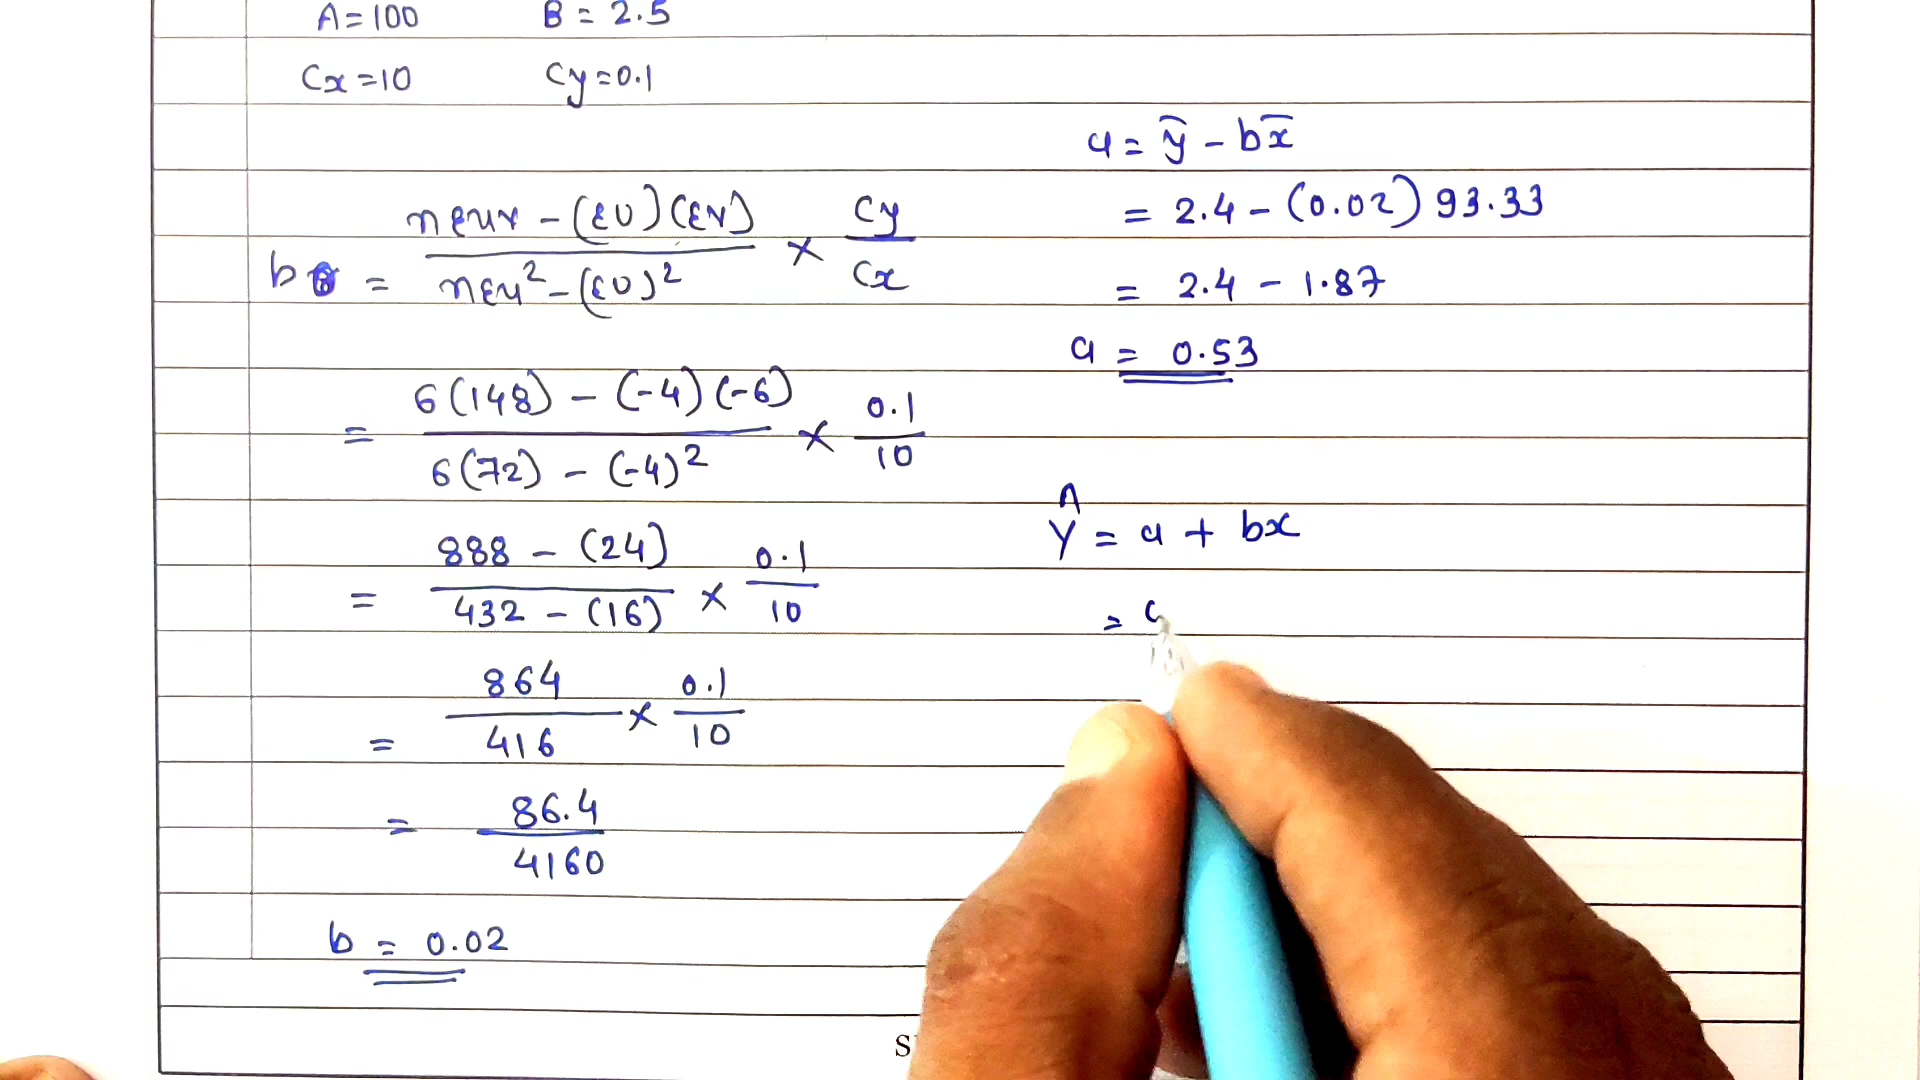 A = 100 B = 2.5
Cx = 10 Cy = 0.1
b = (nΣuv - (ΣU)(ΣV)) / (nΣu² - (ΣU)²) × Cy / Cx
= (6(148) - (-4)(-6)) / (6(72) - (-4)²) × 0.1 / 10
= (888 - (24)) / (432 - (16)) × 0.1 / 10
= 864 / 416 × 0.1 / 10
= 86.4 / 4160
b = 0.02
a = y̅ - bx̅
= 2.4 - (0.02) 93.33
= 2.4 - 1.87
a = 0.53
Ŷ = a + bx
=